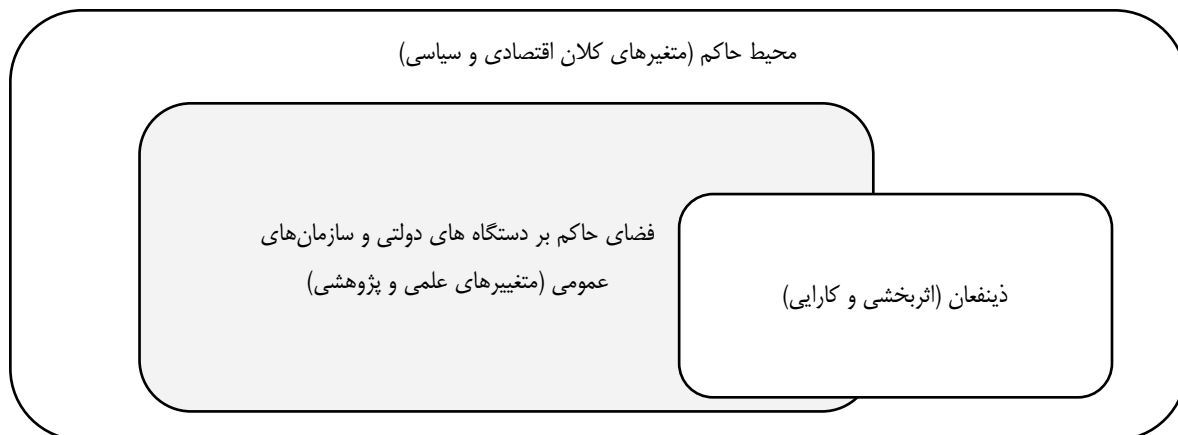 محیط حاکم (متغیرهای کلان اقتصادی و سیاسی)
فضای حاکم بر دستگاه های دولتی و سازمان‌های
عمومی (متغییرهای علمی و پژوهشی)
ذینفعان (اثربخشی و کارایی)